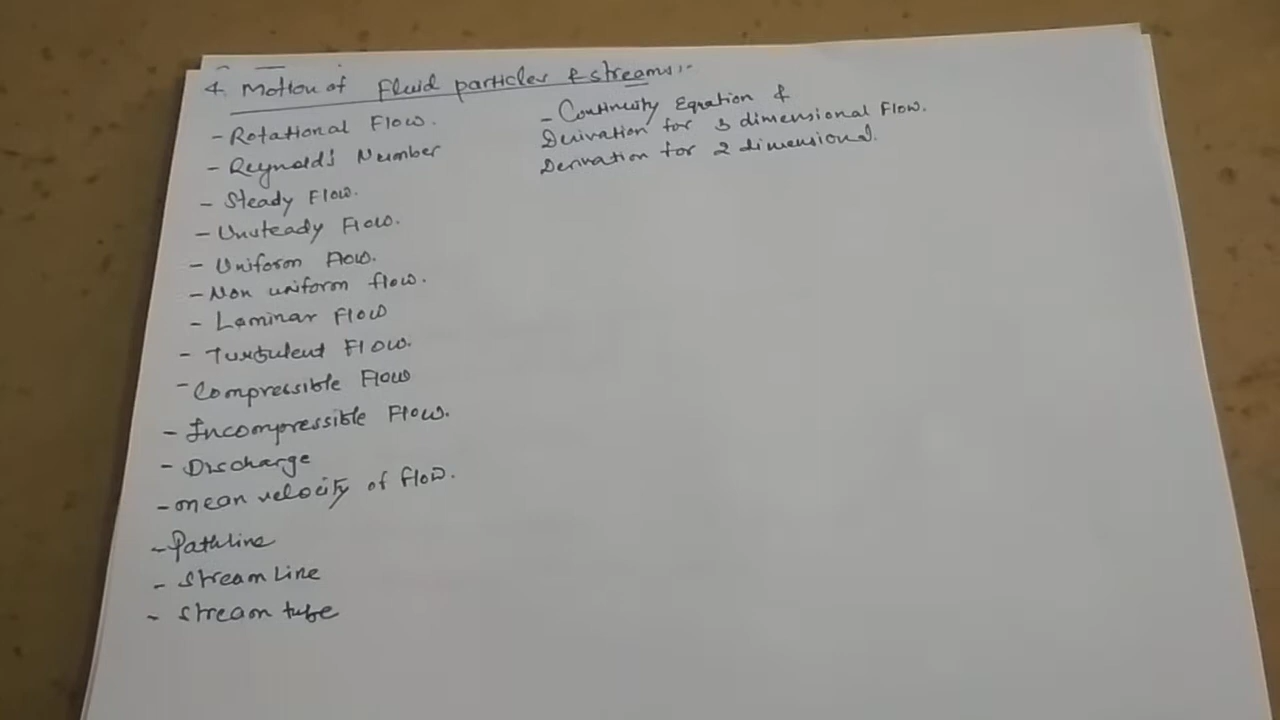 4. Motion of Fluid particles & streams:-
- Rotational Flow.
- Reynold's Number
- Steady Flow.
- Unsteady Flow.
- Uniform Flow.
- Non uniform flow.
- Laminar Flow
- Turbulent Flow.
- Compressible Flow
- Incompressible Flow.
- Discharge
- mean velocity of flow.
- Pathline
- Stream Line
- Stream tube
- Continuity Equation &
Derivation for 3 dimensional Flow.
Derivation for 2 dimensional.